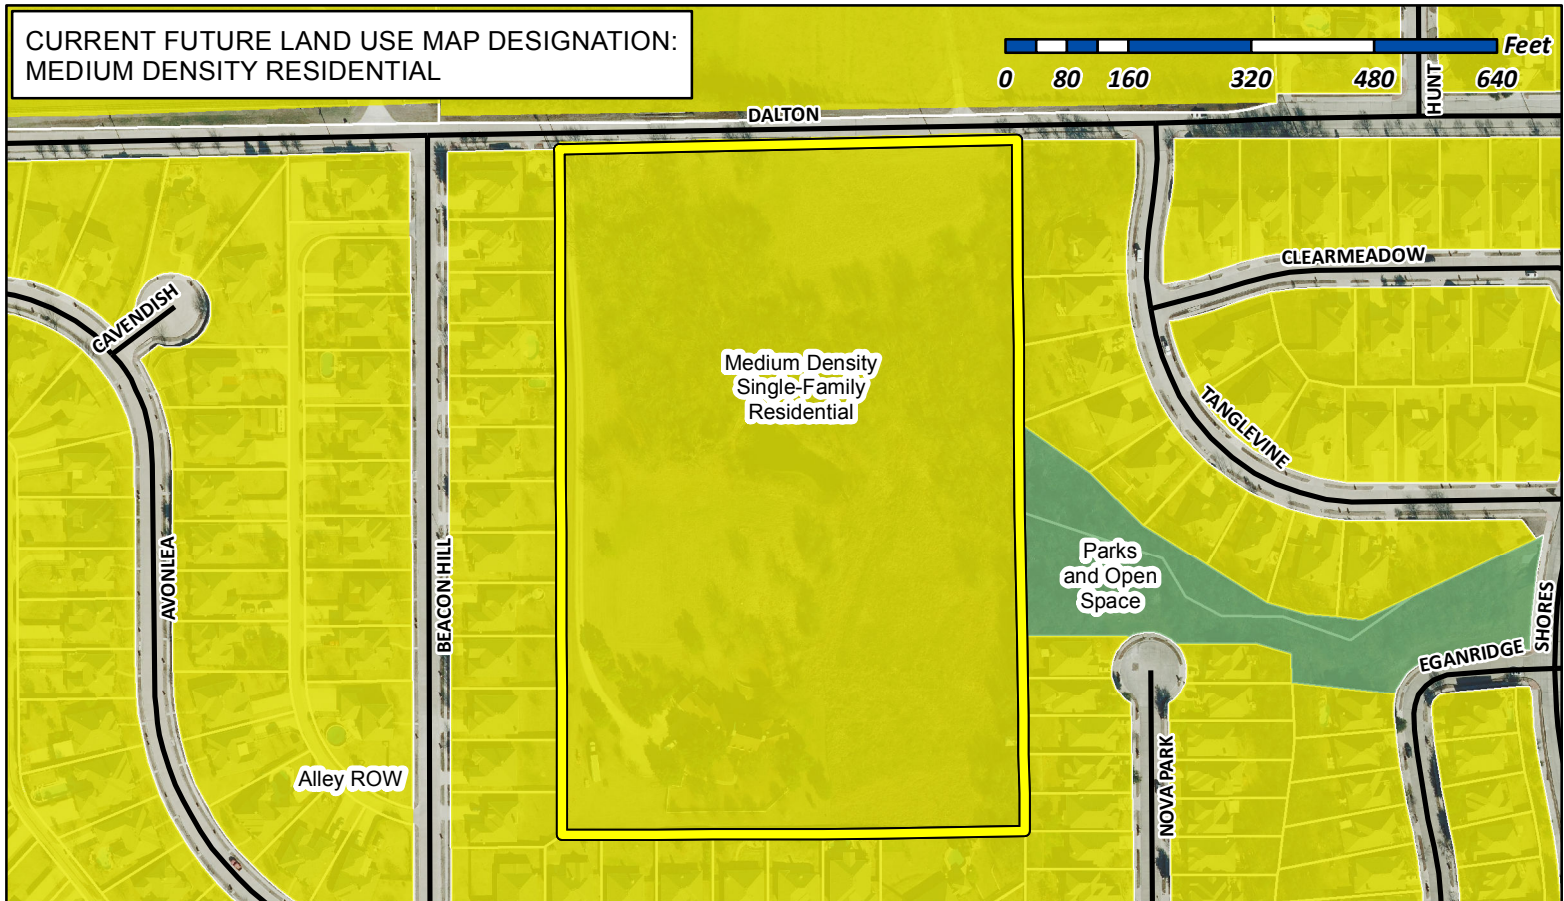 CURRENT FUTURE LAND USE MAP DESIGNATION:
MEDIUM DENSITY RESIDENTIAL
Feet
0 80 160 320 480 640
HUNT
DALTON
CLEARMEADOW
CAVENDISH
Medium Density
Single-Family
Residential
TANGLEVINE
AVONLEA
BEACON HILL
Parks
and Open
Space
SHORES
EGANRIDGE
Alley ROW
NOVA PARK